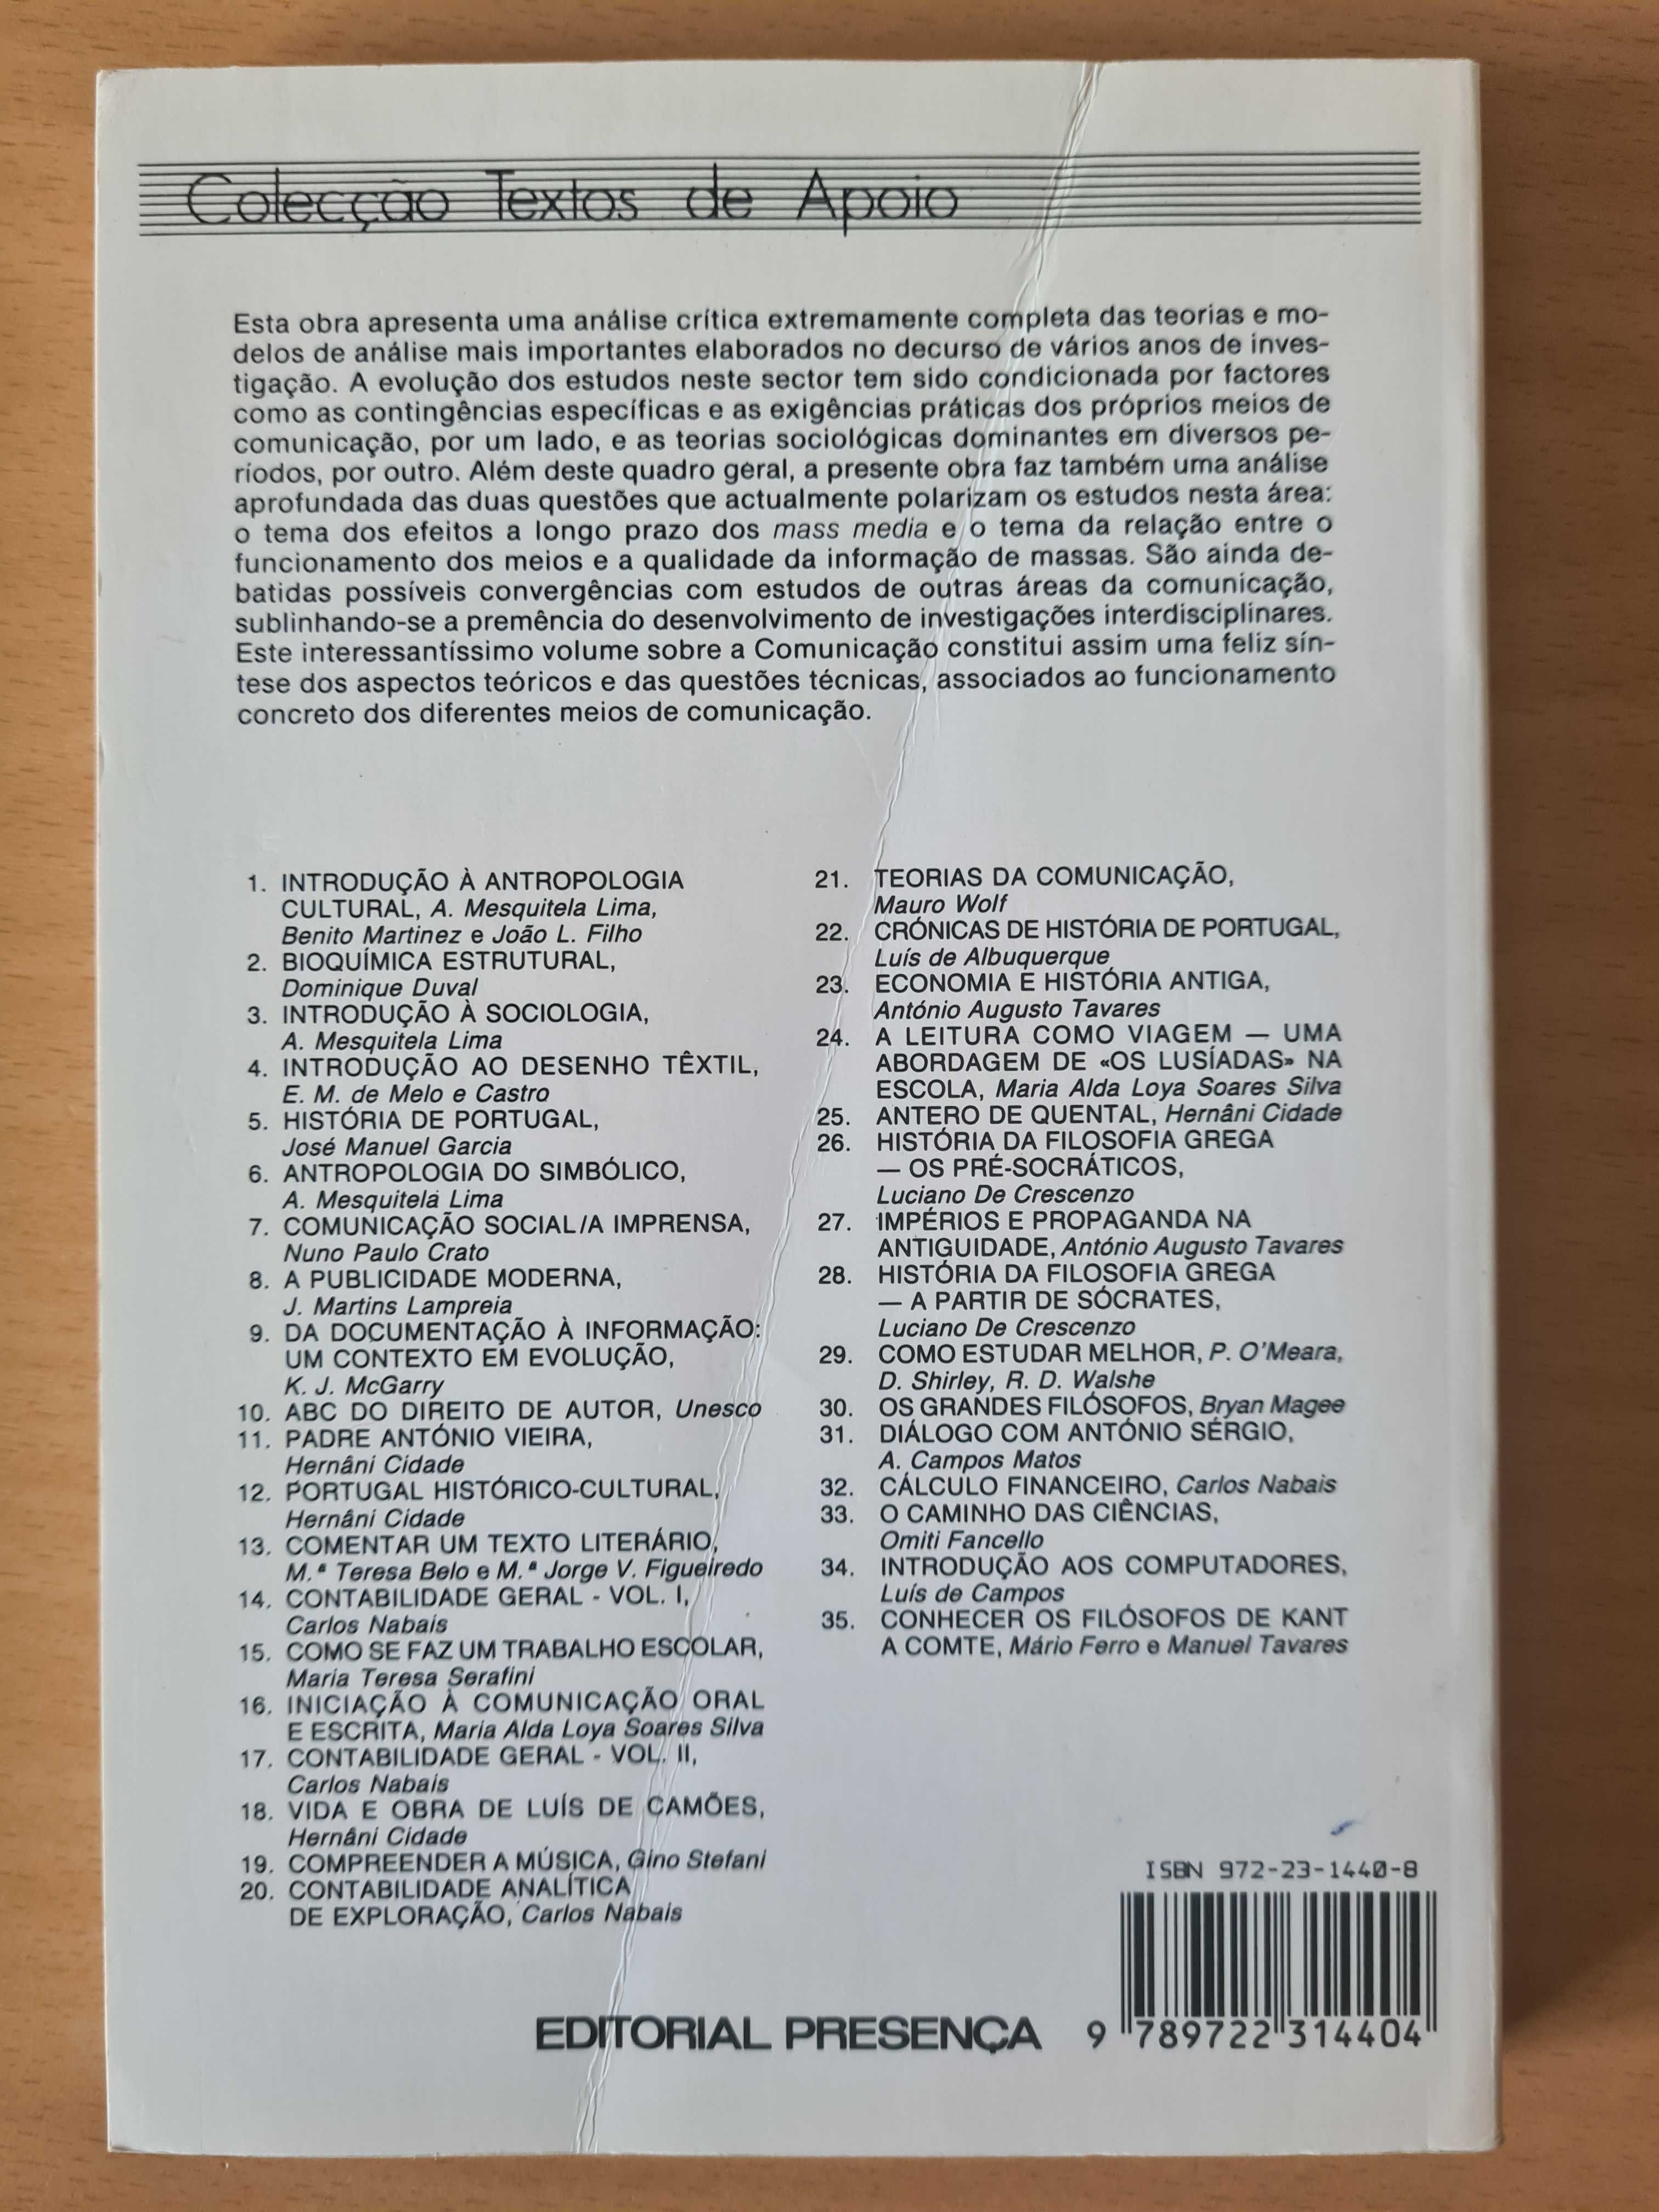 Colecção Textos de Apoio
Esta obra apresenta uma análise crítica extremamente completa das teorias e mo-
delos de análise mais importantes elaborados no decurso de vários anos de inves-
tigação. A evolução dos estudos neste sector tem sido condicionada por factores
como as contingências específicas e as exigências práticas dos próprios meios de
comunicação, por um lado, e as teorias sociológicas dominantes em diversos pe-
ríodos, por outro. Além deste quadro geral, a presente obra faz também uma análise
aprofundada das duas questões que actualmente polarizam os estudos nesta área:
o tema dos efeitos a longo prazo dos mass media e o tema da relação entre o
funcionamento dos meios e a qualidade da informação de massas. São ainda de-
batidas possíveis convergências com estudos de outras áreas da comunicação,
sublinhando-se a premência do desenvolvimento de investigações interdisciplinares.
Este interessantíssimo volume sobre a Comunicação constitui assim uma feliz sín-
tese dos aspectos teóricos e das questões técnicas, associados ao funcionamento
concreto dos diferentes meios de comunicação.
1. INTRODUÇÃO À ANTROPOLOGIA
CULTURAL, A. Mesquitela Lima,
Benito Martinez e João L. Filho
2. BIOQUÍMICA ESTRUTURAL,
Dominique Duval
3. INTRODUÇÃO À SOCIOLOGIA,
A. Mesquitela Lima
4. INTRODUÇÃO AO DESENHO TÊXTIL,
E. M. de Melo e Castro
5. HISTÓRIA DE PORTUGAL,
José Manuel Garcia
6. ANTROPOLOGIA DO SIMBÓLICO,
A. Mesquitela Lima
7. COMUNICAÇÃO SOCIAL/A IMPRENSA,
Nuno Paulo Crato
8. A PUBLICIDADE MODERNA,
J. Martins Lampreia
9. DA DOCUMENTAÇÃO À INFORMAÇÃO:
UM CONTEXTO EM EVOLUÇÃO,
K. J. McGarry
10. ABC DO DIREITO DE AUTOR, Unesco
11. PADRE ANTÓNIO VIEIRA,
Hernâni Cidade
12. PORTUGAL HISTÓRICO-CULTURAL,
Hernâni Cidade
13. COMENTAR UM TEXTO LITERÁRIO,
M.ª Teresa Belo e M.ª Jorge V. Figueiredo
14. CONTABILIDADE GERAL - VOL. I,
Carlos Nabais
15. COMO SE FAZ UM TRABALHO ESCOLAR,
Maria Teresa Serafini
16. INICIAÇÃO À COMUNICAÇÃO ORAL
E ESCRITA, Maria Alda Loya Soares Silva
17. CONTABILIDADE GERAL - VOL. II,
Carlos Nabais
18. VIDA E OBRA DE LUÍS DE CAMÕES,
Hernâni Cidade
19. COMPREENDER A MÚSICA, Gino Stefani
20. CONTABILIDADE ANALÍTICA
DE EXPLORAÇÃO, Carlos Nabais
21. TEORIAS DA COMUNICAÇÃO,
Mauro Wolf
22. CRÓNICAS DE HISTÓRIA DE PORTUGAL,
Luís de Albuquerque
23. ECONOMIA E HISTÓRIA ANTIGA,
António Augusto Tavares
24. A LEITURA COMO VIAGEM — UMA
ABORDAGEM DE «OS LUSÍADAS» NA
ESCOLA, Maria Alda Loya Soares Silva
25. ANTERO DE QUENTAL, Hernâni Cidade
26. HISTÓRIA DA FILOSOFIA GREGA
— OS PRÉ-SOCRÁTICOS,
Luciano De Crescenzo
27. IMPÉRIOS E PROPAGANDA NA
ANTIGUIDADE, António Augusto Tavares
28. HISTÓRIA DA FILOSOFIA GREGA
— A PARTIR DE SÓCRATES,
Luciano De Crescenzo
29. COMO ESTUDAR MELHOR, P. O'Meara,
D. Shirley, R. D. Walshe
30. OS GRANDES FILÓSOFOS, Bryan Magee
31. DIÁLOGO COM ANTÓNIO SÉRGIO,
A. Campos Matos
32. CÁLCULO FINANCEIRO, Carlos Nabais
33. O CAMINHO DAS CIÊNCIAS,
Omiti Fancello
34. INTRODUÇÃO AOS COMPUTADORES,
Luís de Campos
35. CONHECER OS FILÓSOFOS DE KANT
A COMTE, Mário Ferro e Manuel Tavares
ISBN 972-23-1440-8
EDITORIAL PRESENÇA
9 789722 314404